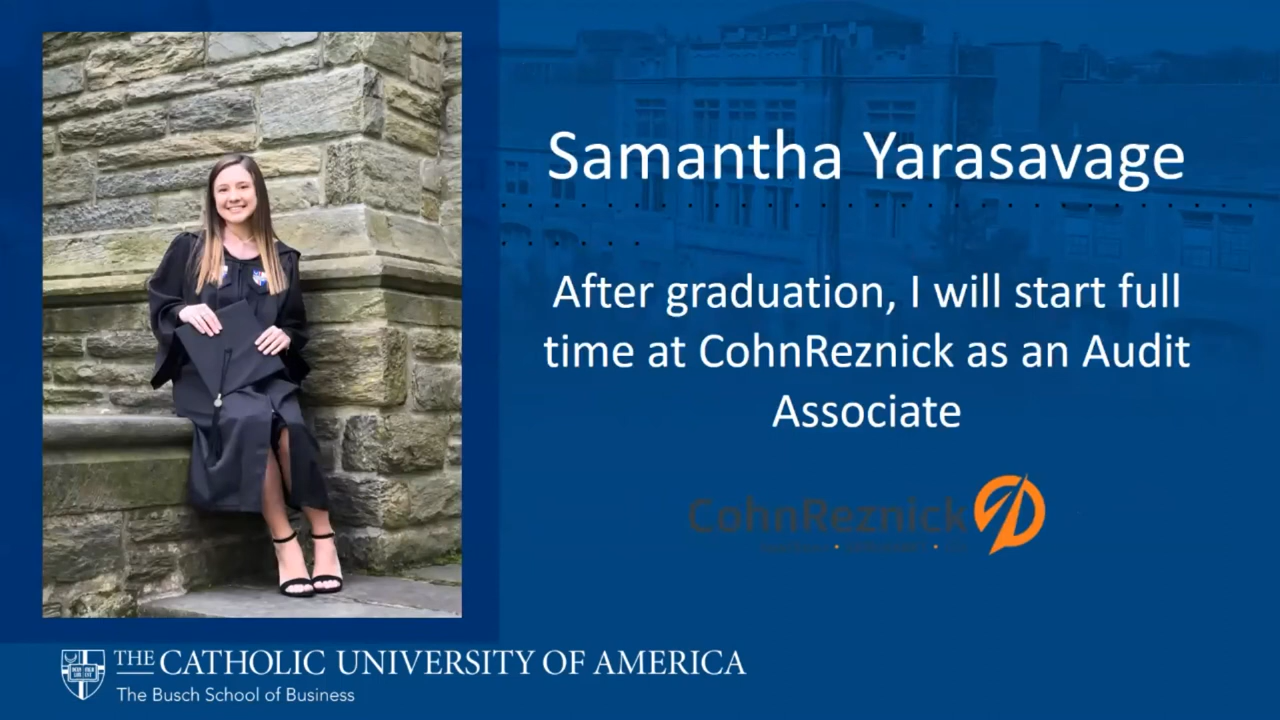 Samantha Yarasavage
After graduation, I will start full
time at CohnReznick as an Audit
Associate
CohnReznick
THE CATHOLIC UNIVERSITY OF AMERICA
The Busch School of Business